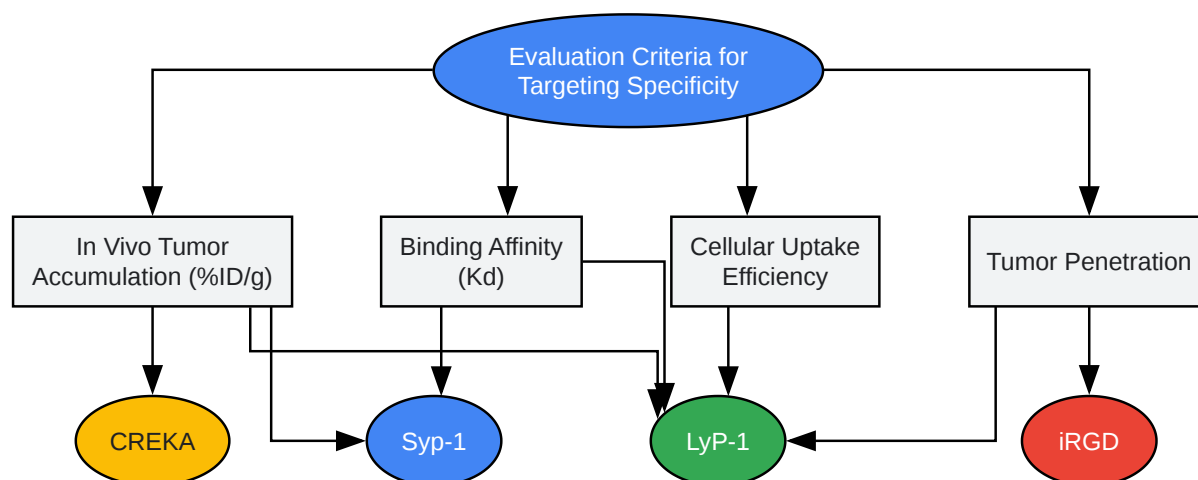 Evaluation Criteria for
Targeting Specificity
In Vivo Tumor
Accumulation (%ID/g)
Binding Affinity
(Kd)
Cellular Uptake
Efficiency
Tumor Penetration
CREKA
Syp-1
LyP-1
iRGD